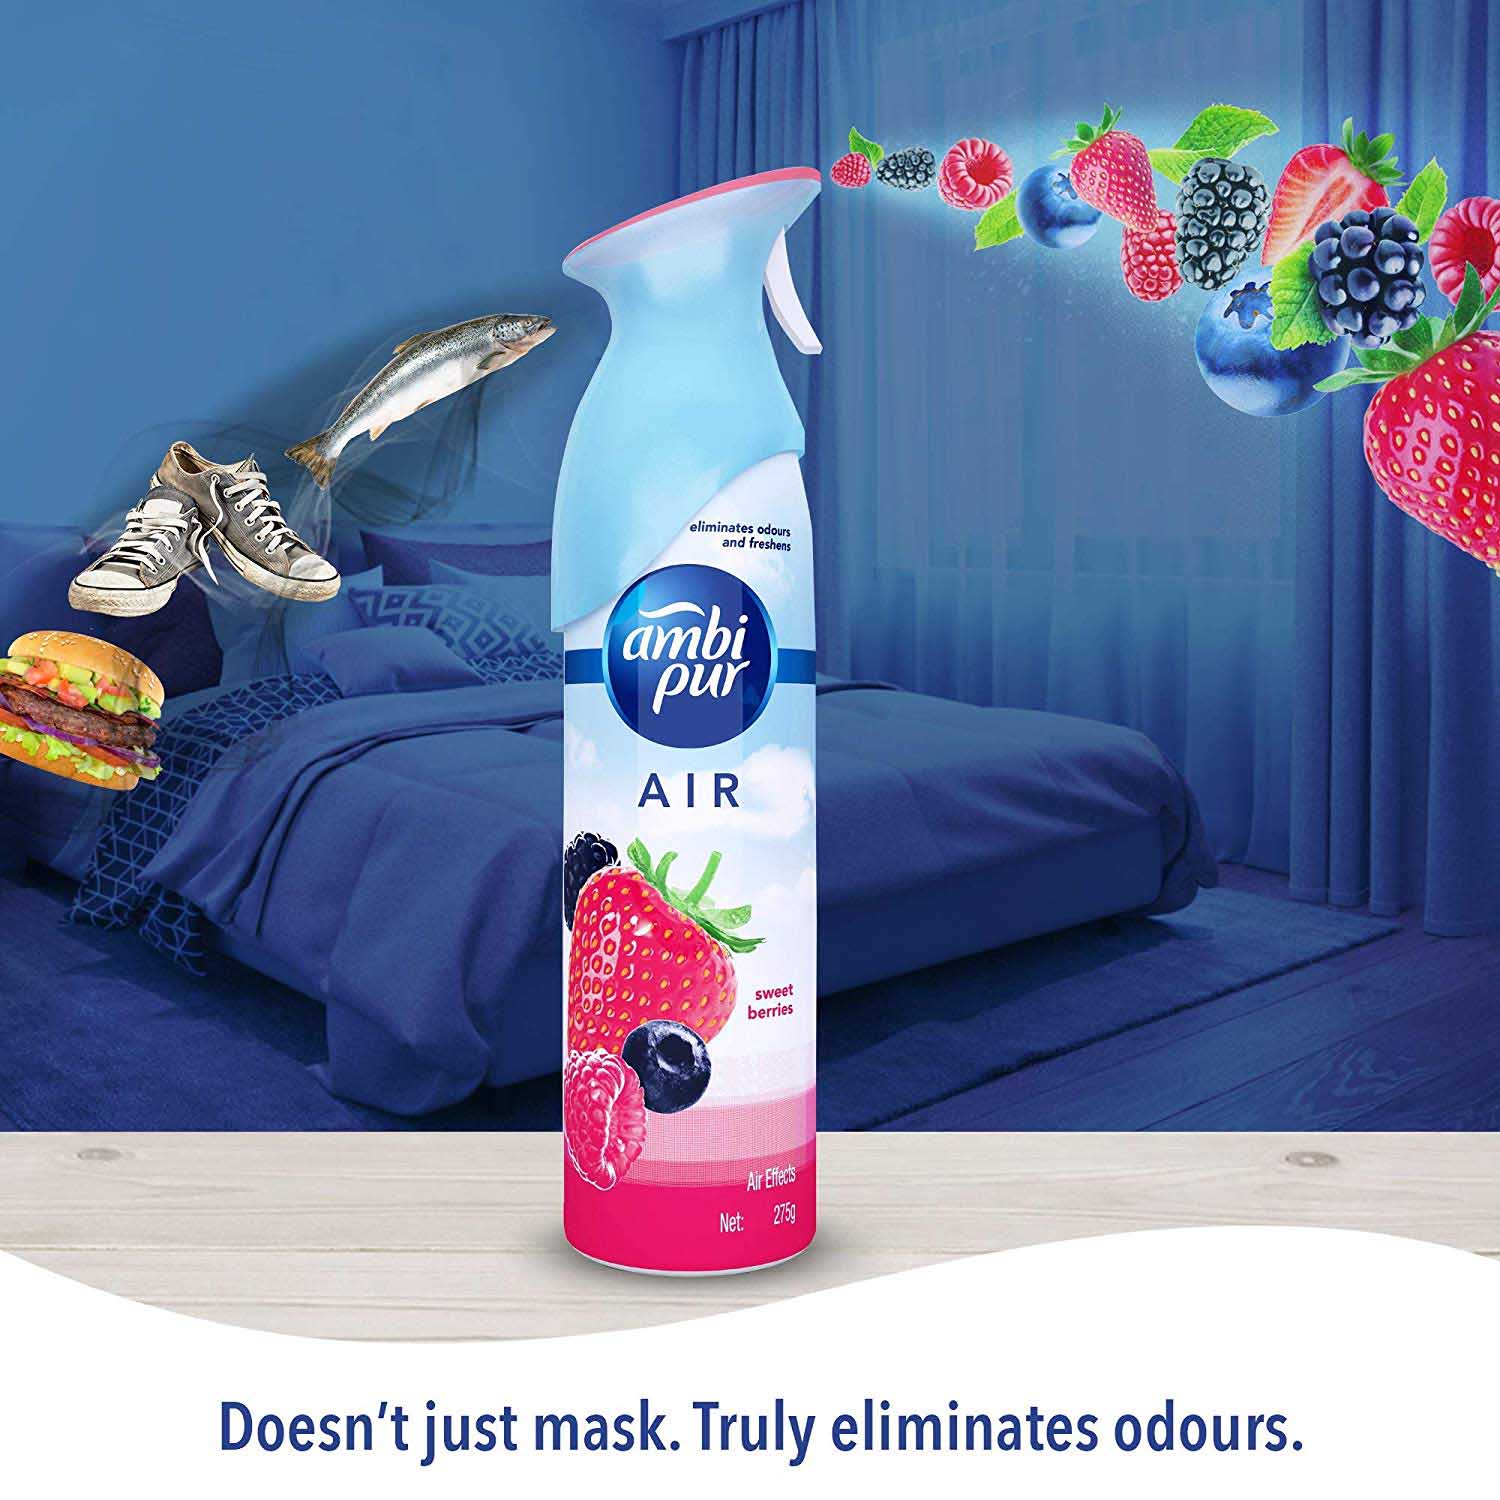 eliminates odours
and freshens
ambi
pur
AIR
sweet
berries
Air Effects
Net: 275g
Doesn't just mask. Truly eliminates odours.